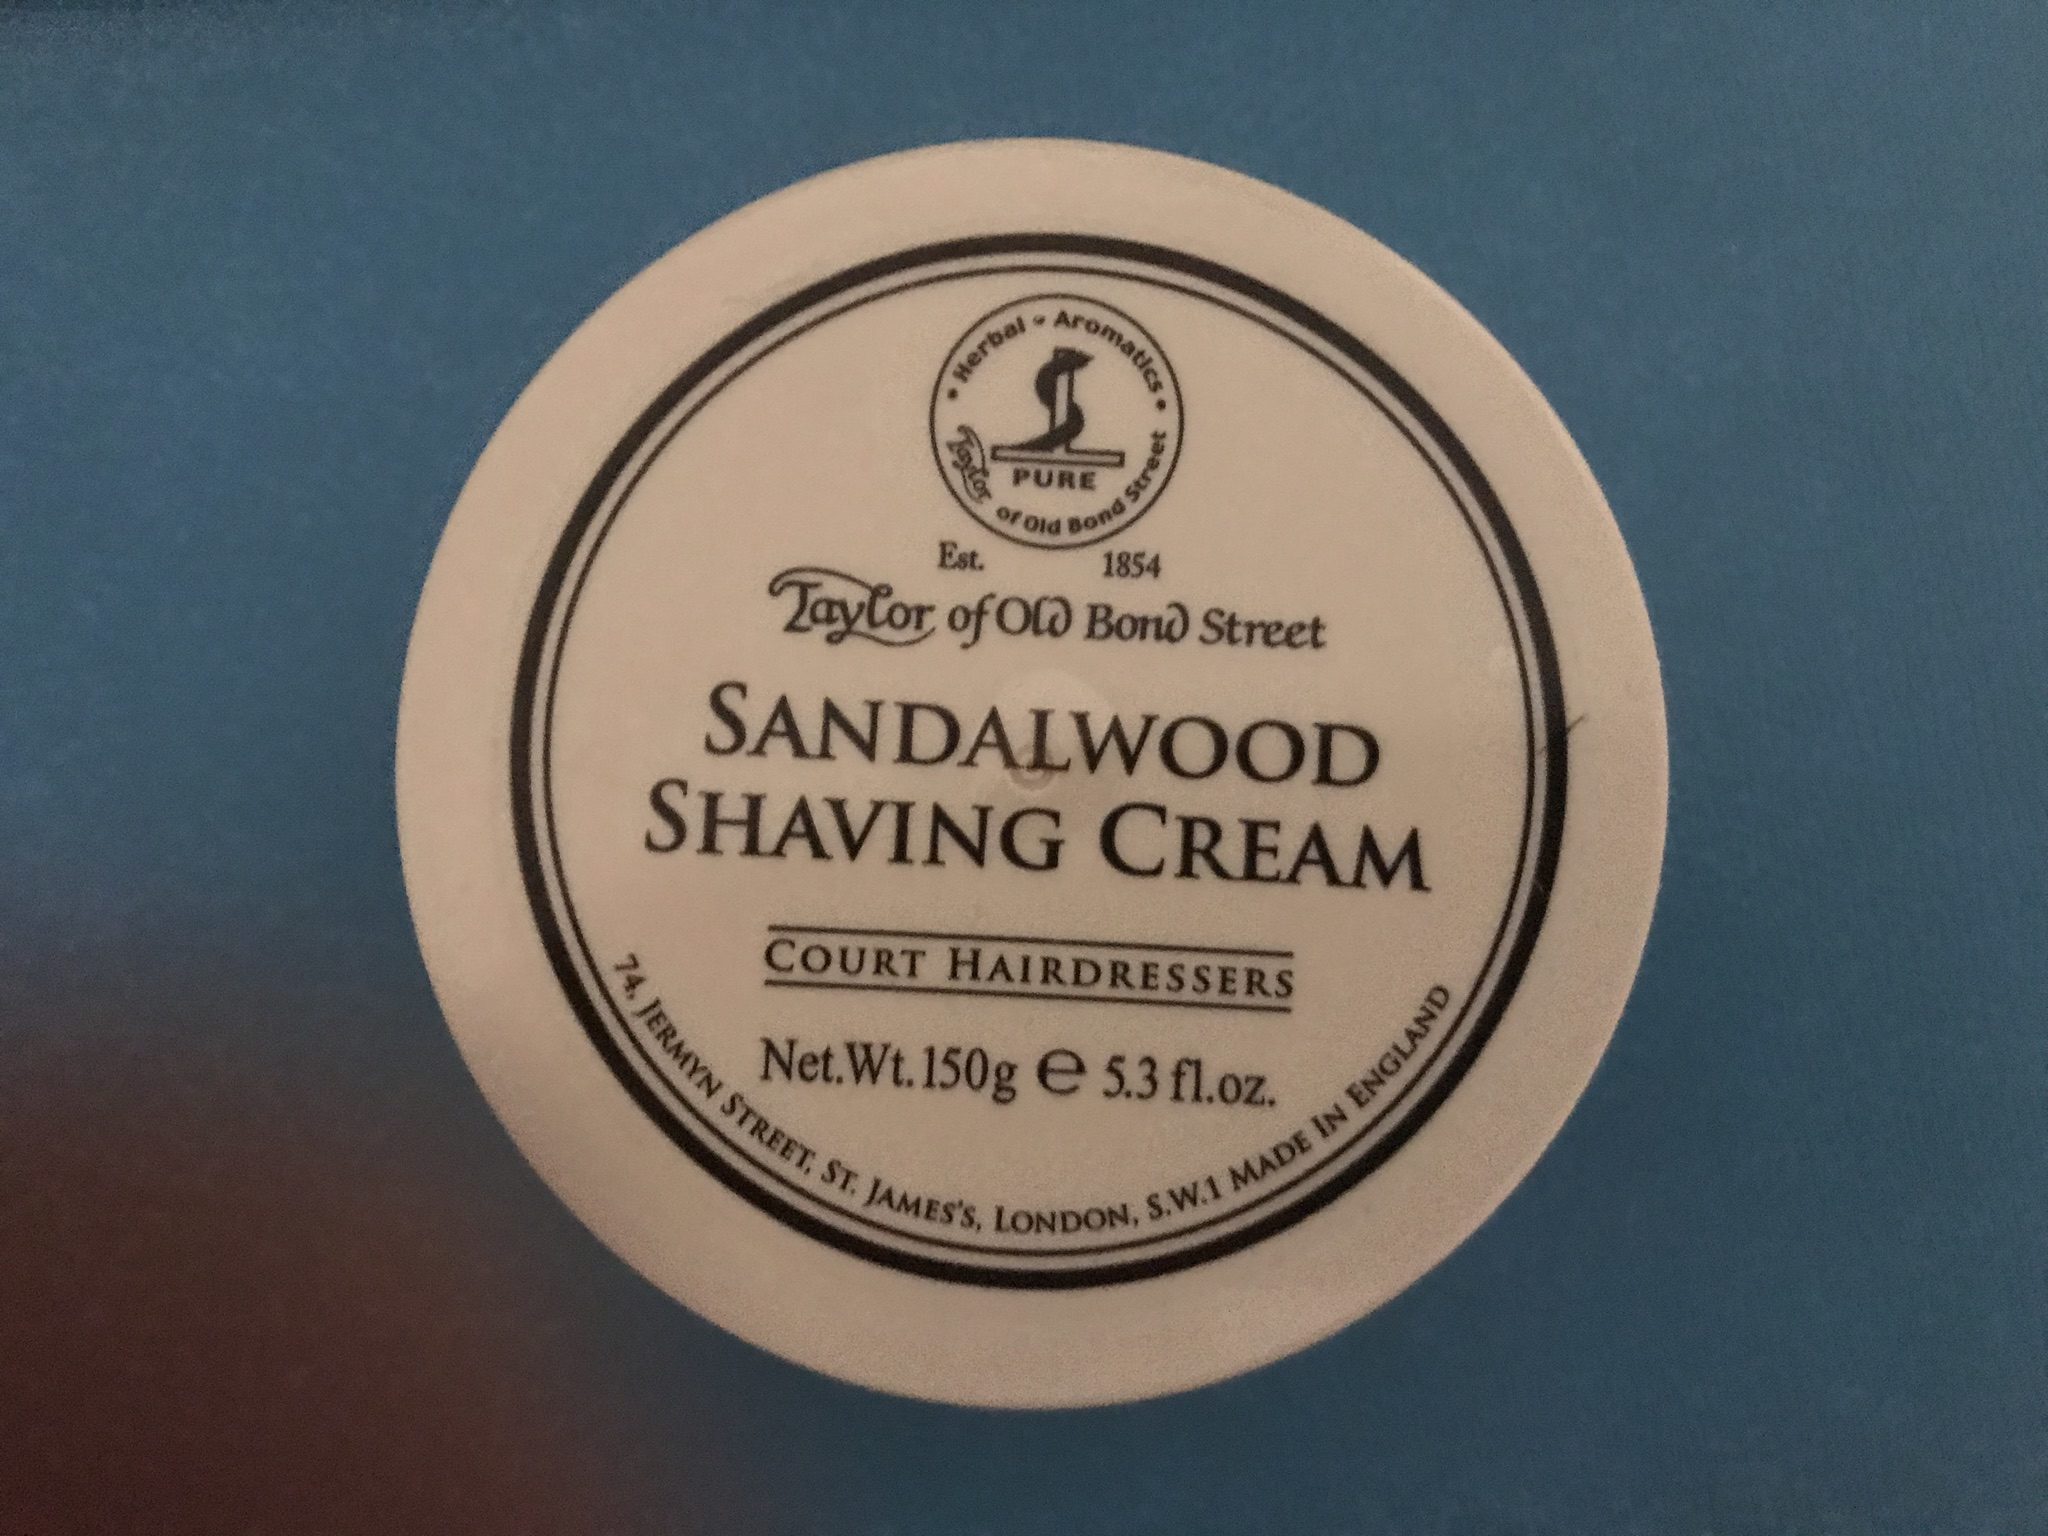 • Herbal & Aromatics •
PURE
Taylor of Old Bond Street
Est. 1854
Taylor of Old Bond Street
SANDALWOOD
SHAVING CREAM
COURT HAIRDRESSERS
Net.Wt.150g ℮ 5.3 fl.oz.
74, JERMYN STREET, ST. JAMES'S, LONDON, S.W.1 MADE IN ENGLAND